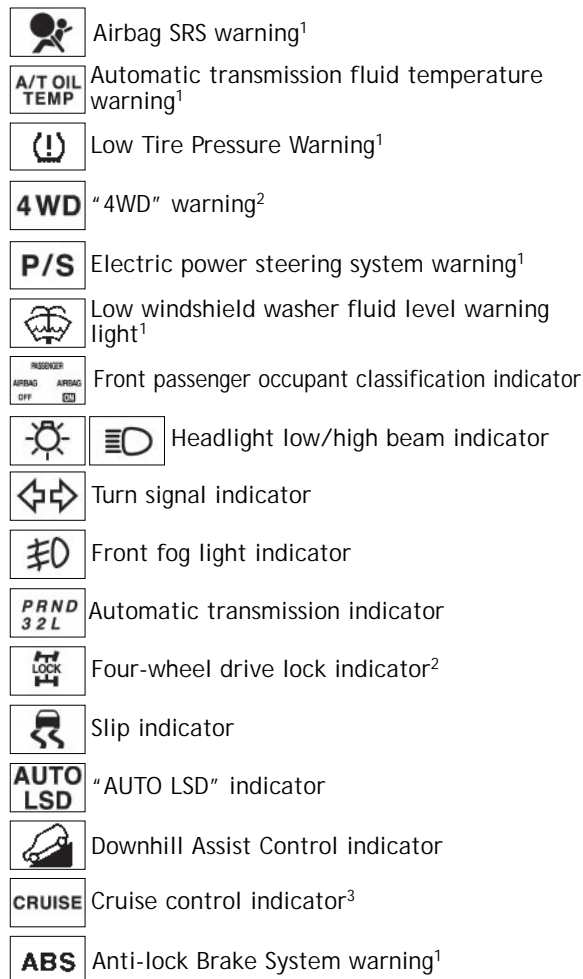 Airbag SRS warning¹
A/T OIL Automatic transmission fluid temperature
TEMP warning¹
(!) Low Tire Pressure Warning¹
4WD “4WD” warning²
P/S Electric power steering system warning¹
Low windshield washer fluid level warning
light¹
PASSENGER
AIRBAG AIRBAG
OFF ON
Front passenger occupant classification indicator
Headlight low/high beam indicator
Turn signal indicator
Front fog light indicator
PRND
32L
Automatic transmission indicator
LOCK Four-wheel drive lock indicator²
Slip indicator
AUTO
LSD
“AUTO LSD” indicator
Downhill Assist Control indicator
CRUISE Cruise control indicator³
ABS Anti-lock Brake System warning¹